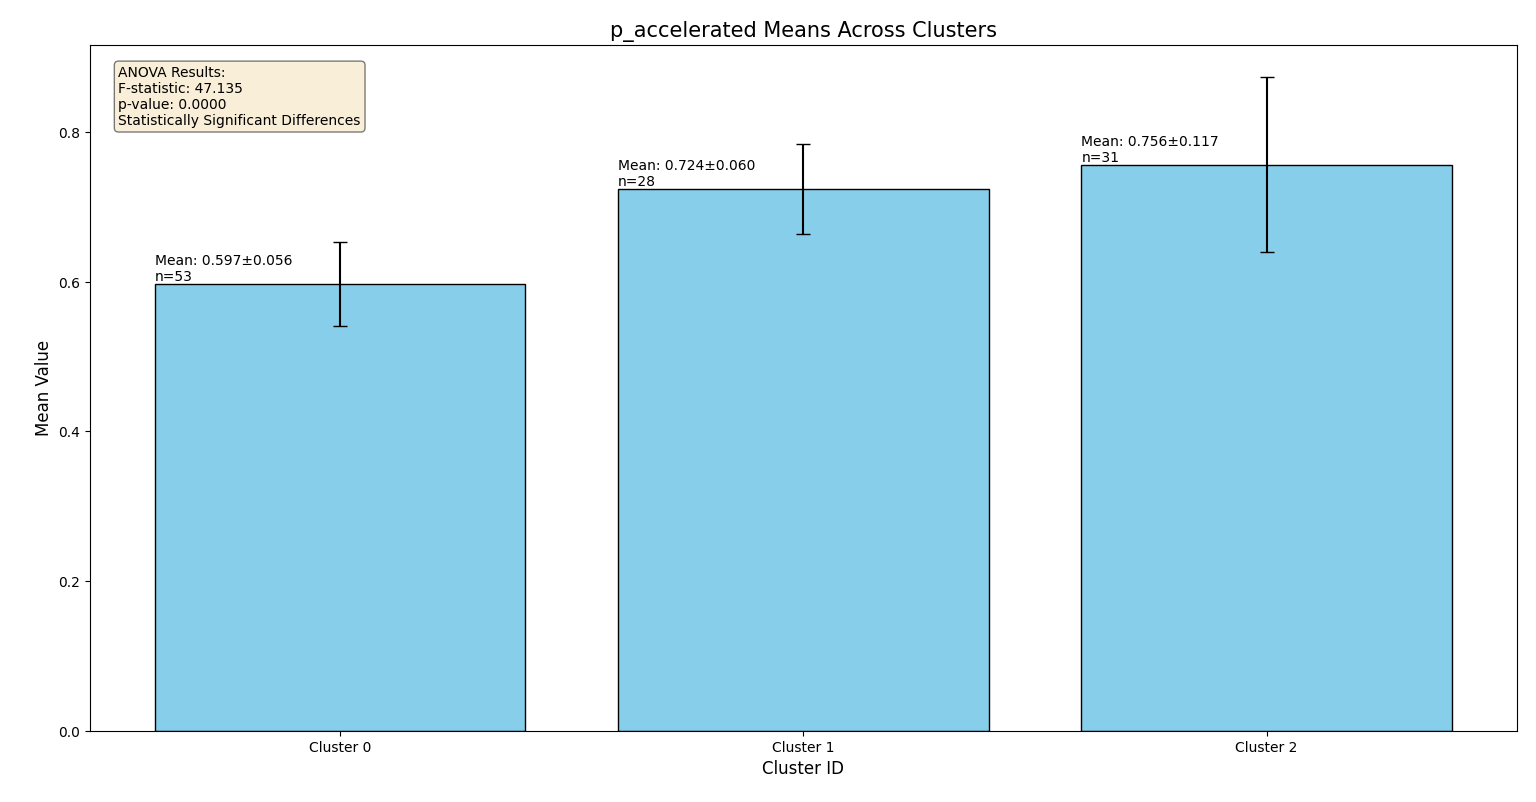 p_accelerated Means Across Clusters
ANOVA Results:
F-statistic: 47.135
p-value: 0.0000
Statistically Significant Differences
Mean: 0.597±0.056
n=53
Mean: 0.724±0.060
n=28
Mean: 0.756±0.117
n=31
Mean Value
0.8
0.6
0.4
0.2
0.0
Cluster 0
Cluster 1
Cluster 2
Cluster ID